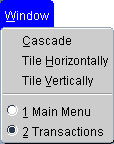 Window
Cascade
Tile Horizontally
Tile Vertically
1 Main Menu
2 Transactions